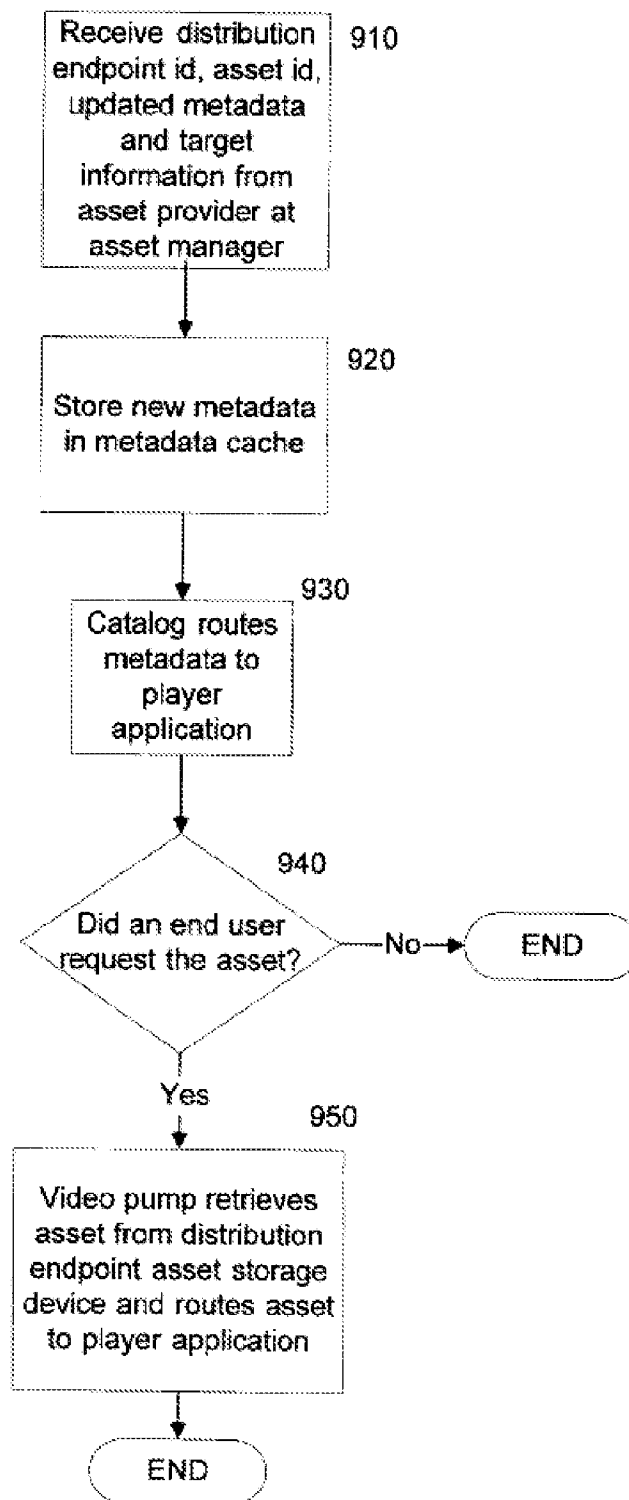 Receive distribution
endpoint id, asset id,
updated metadata
and target
information from
asset provider at
asset manager
910
Store new metadata
in metadata cache
920
Catalog routes
metadata to
player
application
930
Did an end user
request the asset?
940
No
END
Yes
Video pump retrieves
asset from distribution
endpoint asset storage
device and routes asset
to player application
950
END